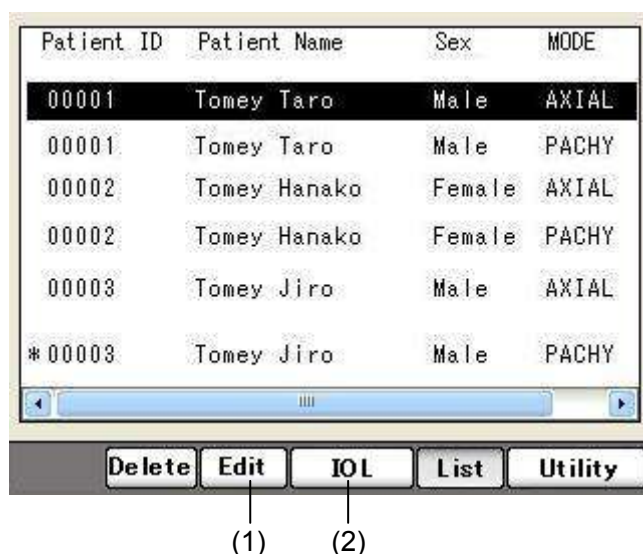 Patient ID Patient Name Sex MODE
00001 Tomey Taro Male AXIAL
00001 Tomey Taro Male PACHY
00002 Tomey Hanako Female AXIAL
00002 Tomey Hanako Female PACHY
00003 Tomey Jiro Male AXIAL
*00003 Tomey Jiro Male PACHY
Delete Edit IOL List Utility
(1) (2)